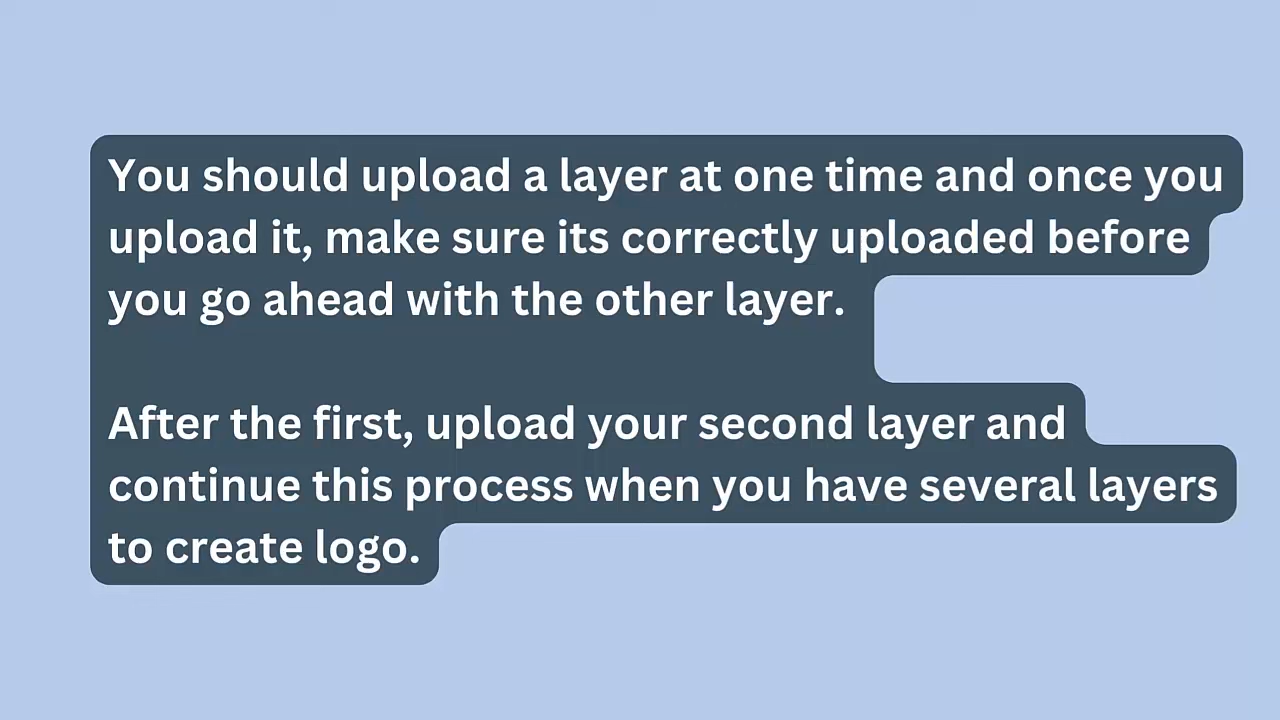 You should upload a layer at one time and once you
upload it, make sure its correctly uploaded before
you go ahead with the other layer.
After the first, upload your second layer and
continue this process when you have several layers
to create logo.